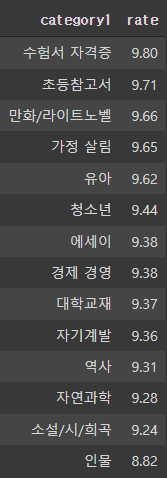 category1 rate
수험서 자격증 9.80
초등참고서 9.71
만화/라이트노벨 9.66
가정 살림 9.65
유아 9.62
청소년 9.44
에세이 9.38
경제 경영 9.38
대학교재 9.37
자기계발 9.36
역사 9.31
자연과학 9.28
소설/시/희곡 9.24
인물 8.82